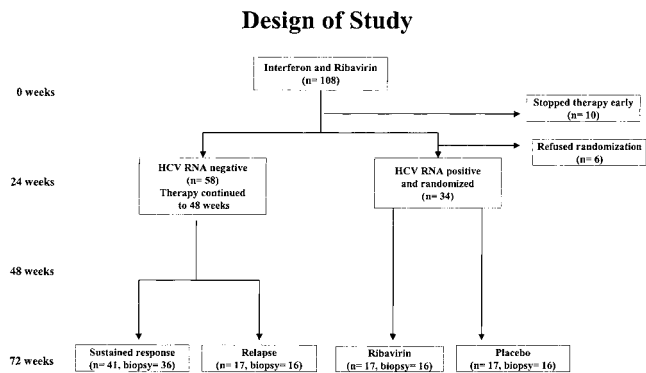 Design of Study
Interferon and Ribavirin
(n= 108)
0 weeks
Stopped therapy early
(n= 10)
Refused randomization
(n= 6)
HCV RNA negative
(n= 58)
Therapy continued
to 48 weeks
HCV RNA positive
and randomized
(n= 34)
24 weeks
48 weeks
72 weeks
Sustained response
(n= 41, biopsy= 36)
Relapse
(n= 17, biopsy= 16)
Ribavirin
(n= 17, biopsy= 16)
Placebo
(n= 17, biopsy= 16)